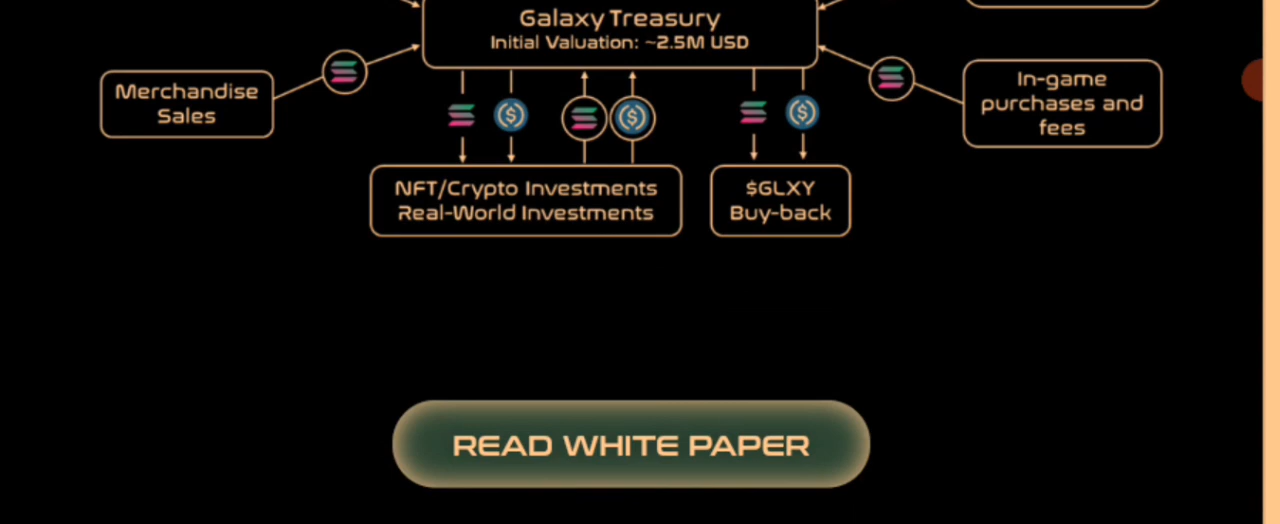 Galaxy Treasury
Initial Valuation: ~2.5M USD
Merchandise
Sales
In-game
purchases and
fees
NFT/Crypto Investments
Real-World Investments
$GLXY
Buy-back
READ WHITE PAPER